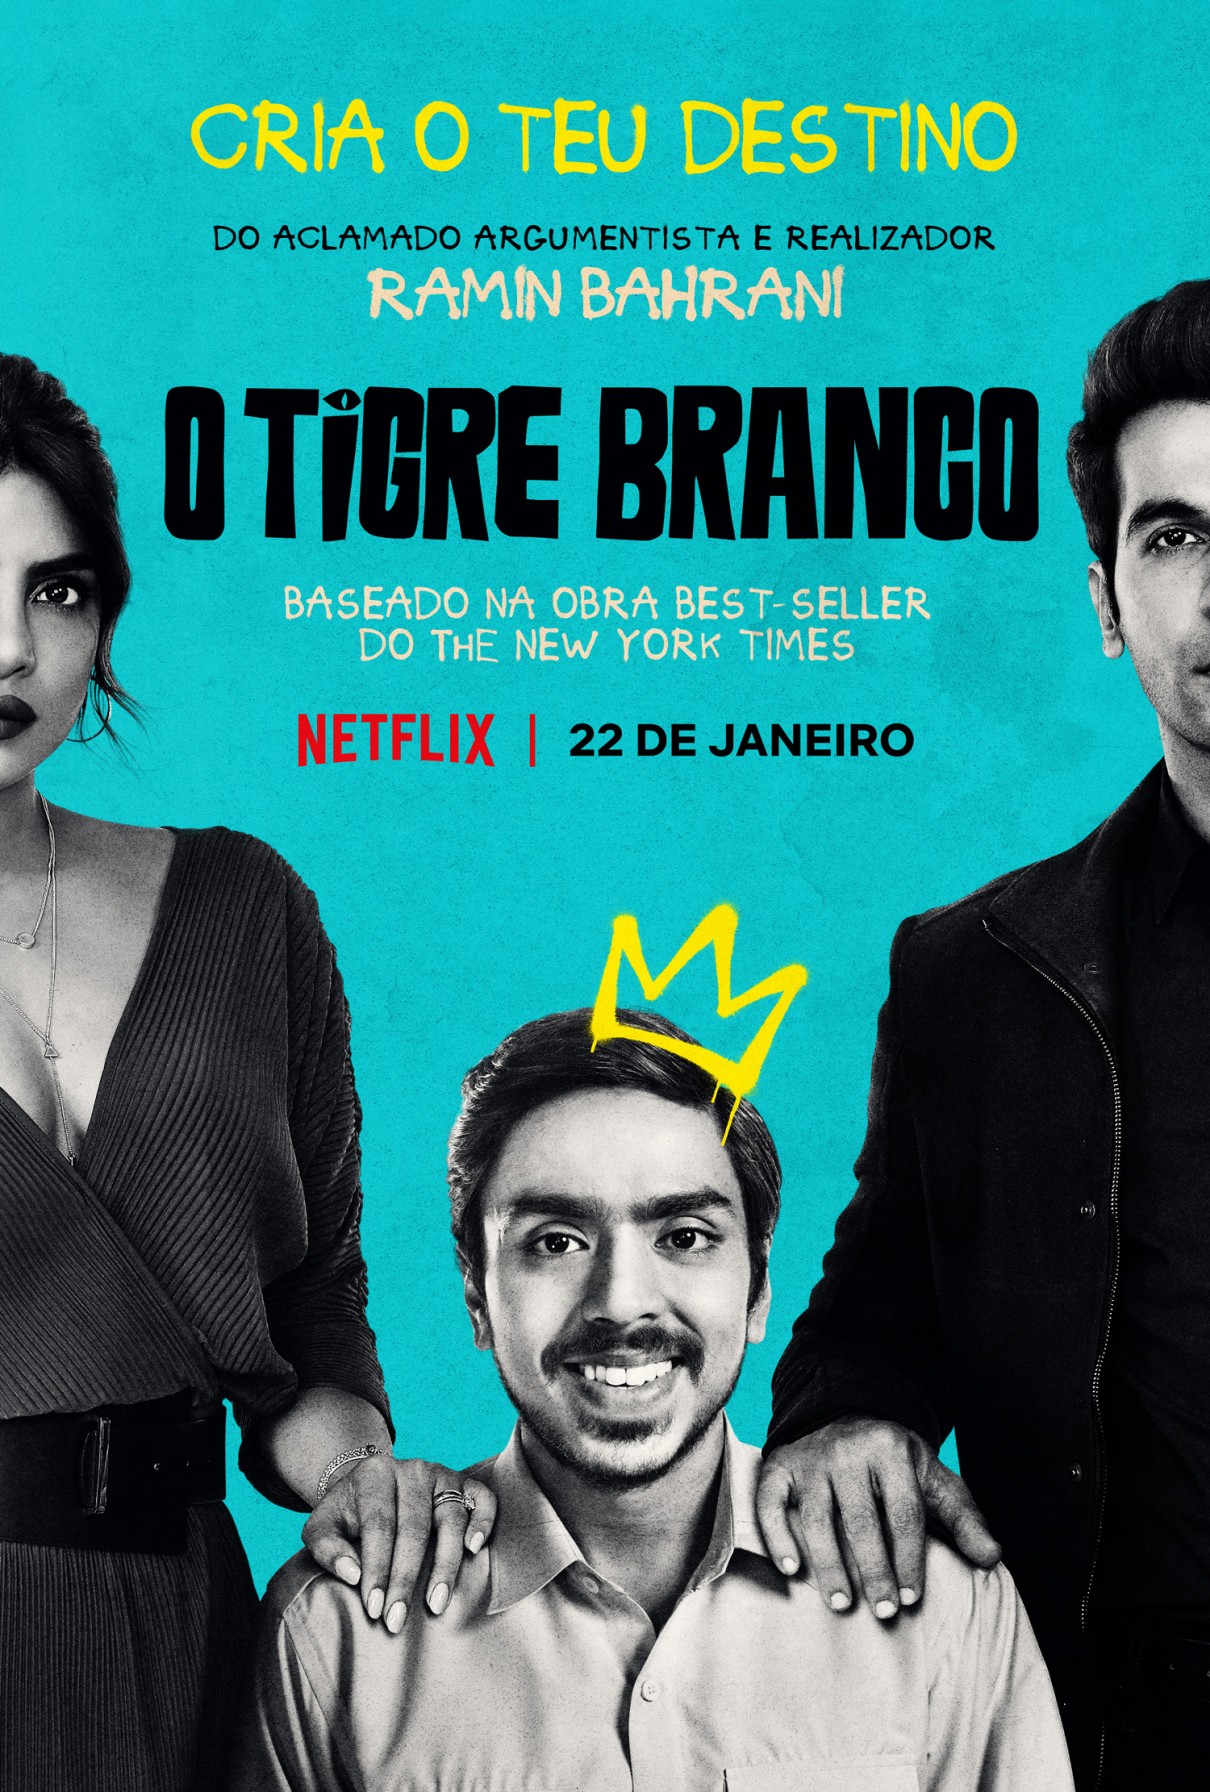 CRIA O TEU DESTINO
DO ACLAMADO ARGUMENTISTA E REALIZADOR
RAMIN BAHRANI
O TiGRE BRANCO
BASEADO NA OBRA BEST-SELLER
DO THE NEW YORK TIMES
NETFLIX | 22 DE JANEIRO